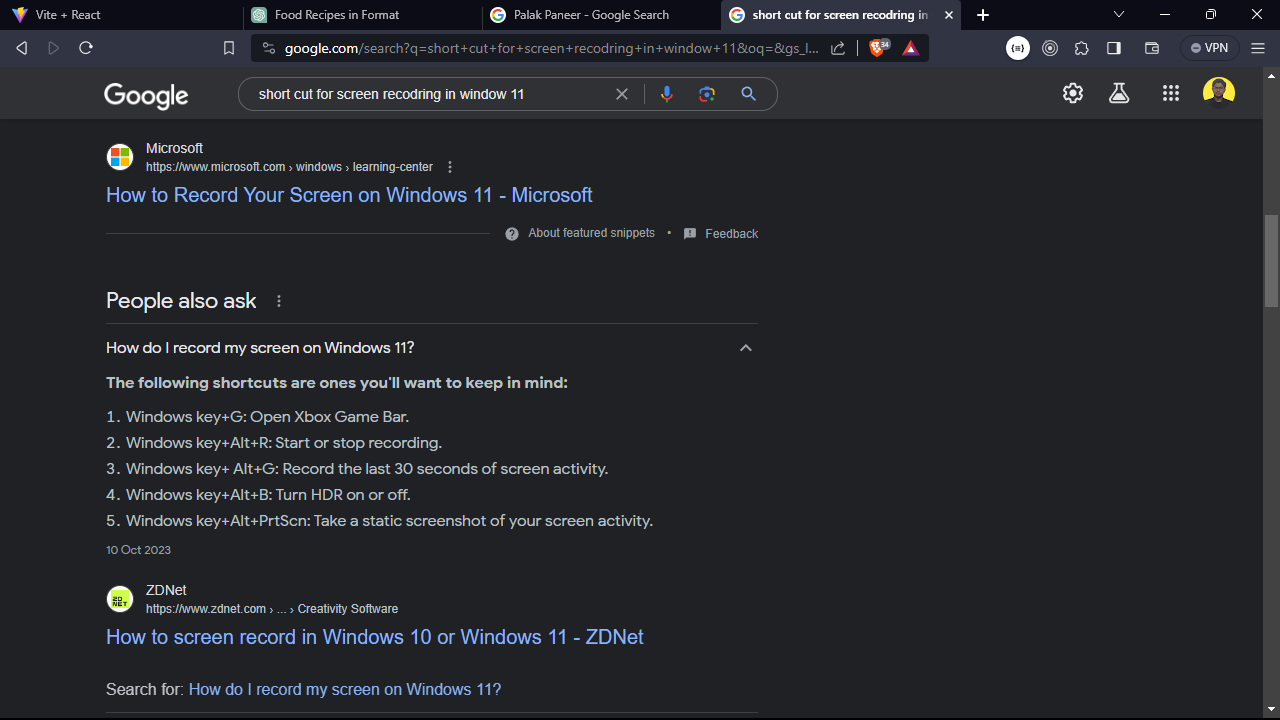 Vite + React
Food Recipes in Format
Palak Paneer - Google Search
short cut for screen recodring in
google.com/search?q=short+cut+for+screen+recodring+in+window+11&oq=&gs_l...
34
VPN
Google
short cut for screen recodring in window 11
Microsoft
https://www.microsoft.com › windows › learning-center
How to Record Your Screen on Windows 11 - Microsoft
About featured snippets • Feedback
People also ask
How do I record my screen on Windows 11?
The following shortcuts are ones you'll want to keep in mind:
1. Windows key+G: Open Xbox Game Bar.
2. Windows key+Alt+R: Start or stop recording.
3. Windows key+ Alt+G: Record the last 30 seconds of screen activity.
4. Windows key+Alt+B: Turn HDR on or off.
5. Windows key+Alt+PrtScn: Take a static screenshot of your screen activity.
10 Oct 2023
ZDNet
https://www.zdnet.com › ... › Creativity Software
How to screen record in Windows 10 or Windows 11 - ZDNet
Search for: How do I record my screen on Windows 11?